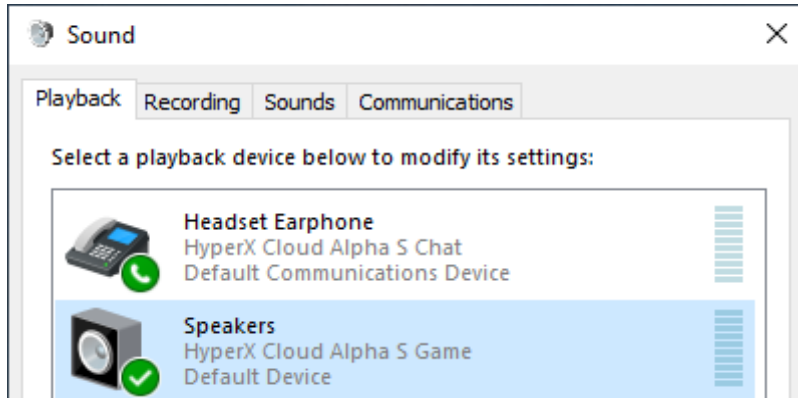 Sound
Playback Recording Sounds Communications
Select a playback device below to modify its settings:
Headset Earphone
HyperX Cloud Alpha S Chat
Default Communications Device
Speakers
HyperX Cloud Alpha S Game
Default Device